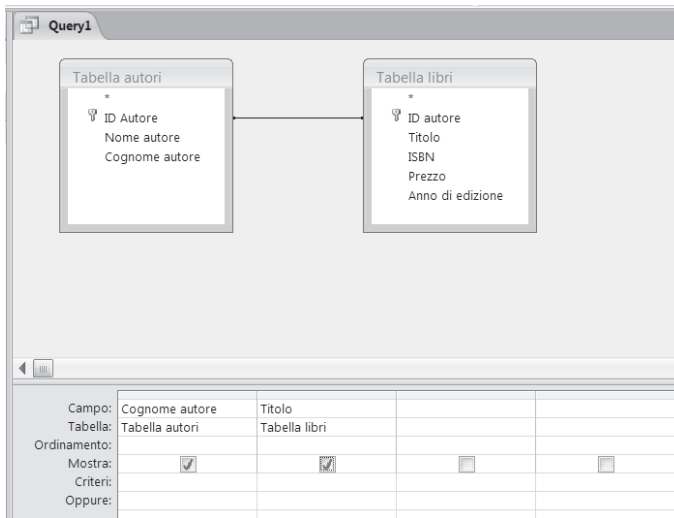 Query1
Tabella autori
*
ID Autore
Nome autore
Cognome autore
Tabella libri
*
ID autore
Titolo
ISBN
Prezzo
Anno di edizione
Campo: Cognome autore Titolo
Tabella: Tabella autori Tabella libri
Ordinamento:
Mostra:
Criteri:
Oppure: